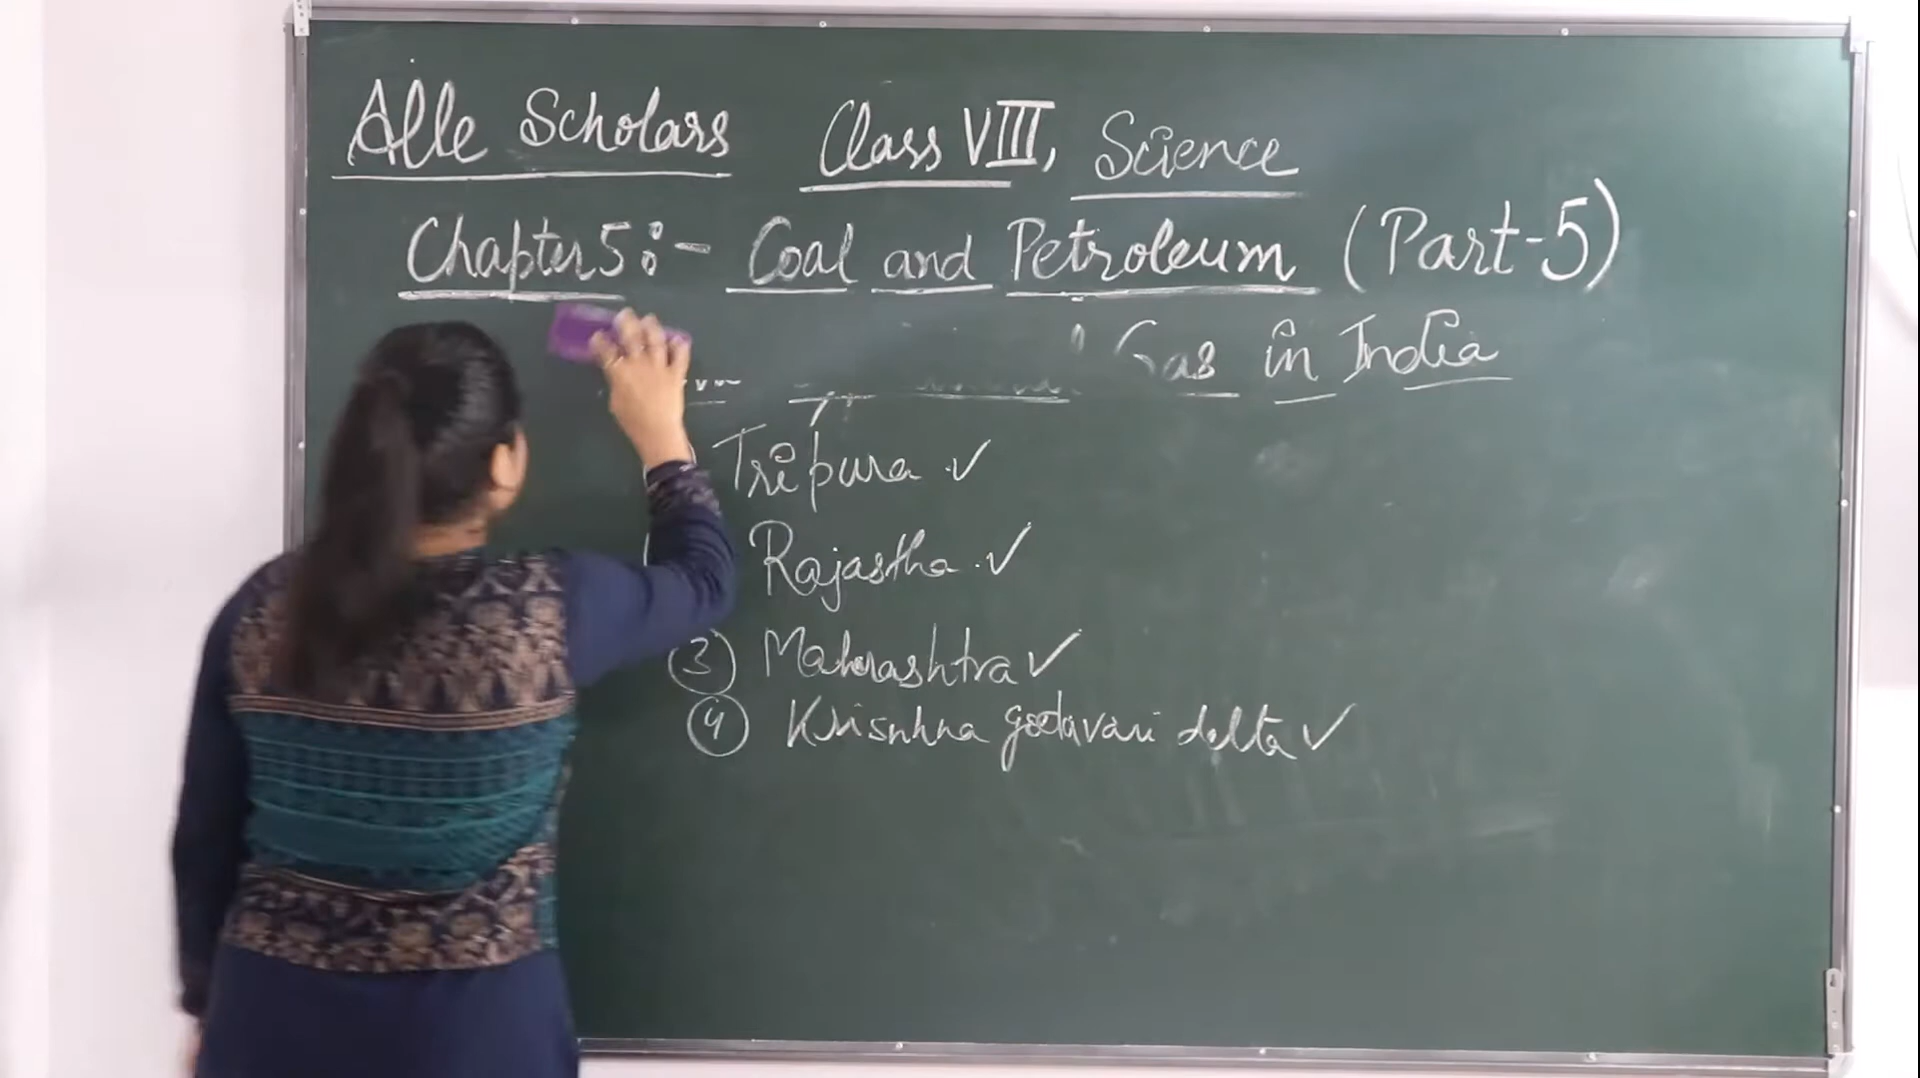 Alle Scholars Class VIII, Science
Chapter 5:- Coal and Petroleum (Part-5)
Gas in India
Tripura ✓
Rajastha ✓
③ Maharashtra ✓
④ Krisnhna godavari delta ✓